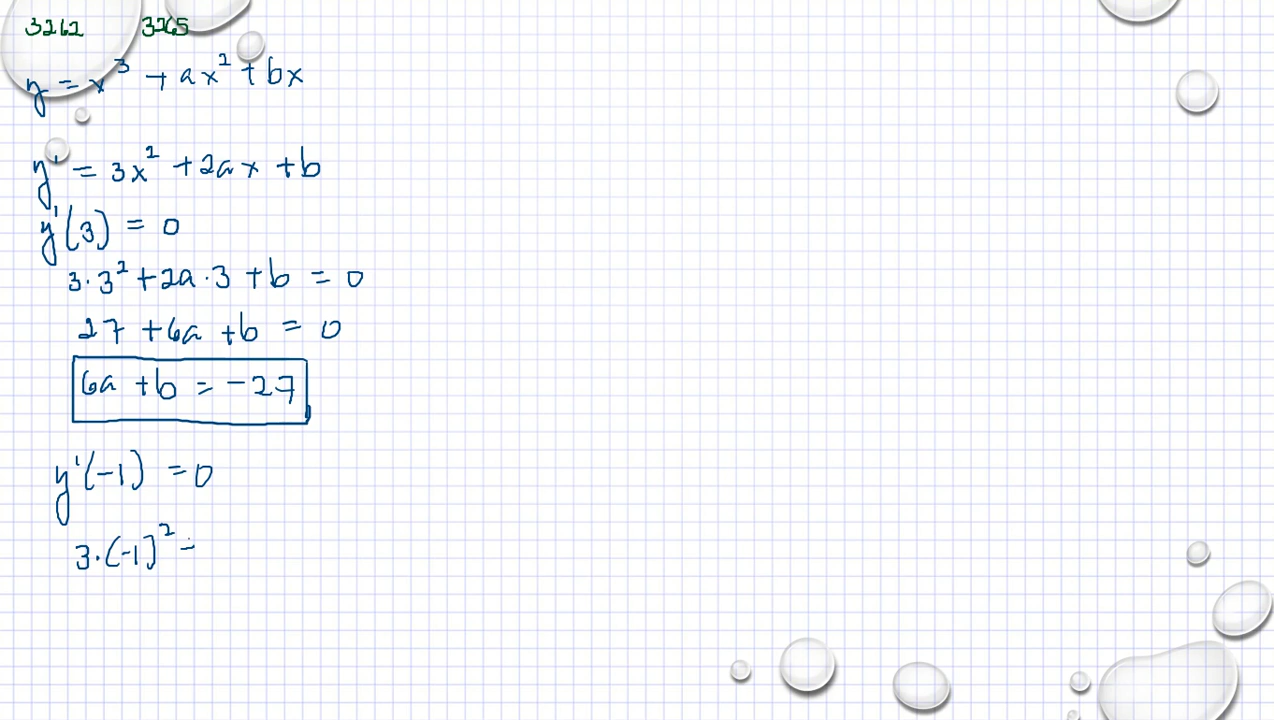 3262 3265
y = x³ + ax² + bx
y' = 3x² + 2ax + b
y'(3) = 0
3·3² + 2a·3 + b = 0
27 + 6a + b = 0
6a + b = -27
y'(-1) = 0
3·(-1)² -